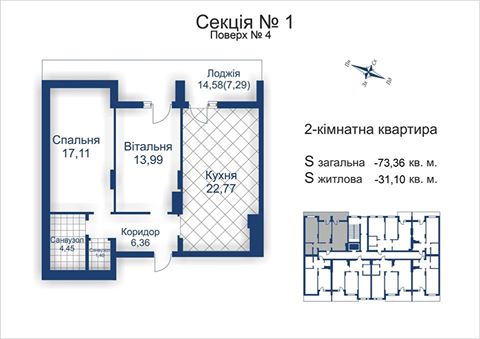 Секція № 1
Поверх № 4
Лоджія
14,58(7,29)
Пн
Сх
Зх
Пд
Спальня
17,11
Вітальня
13,99
Кухня
22,77
2-кімнатна квартира
S загальна -73,36 кв. м.
S житлова -31,10 кв. м.
Санвузол
4,45
Санвузол
1,40
Коридор
6,36